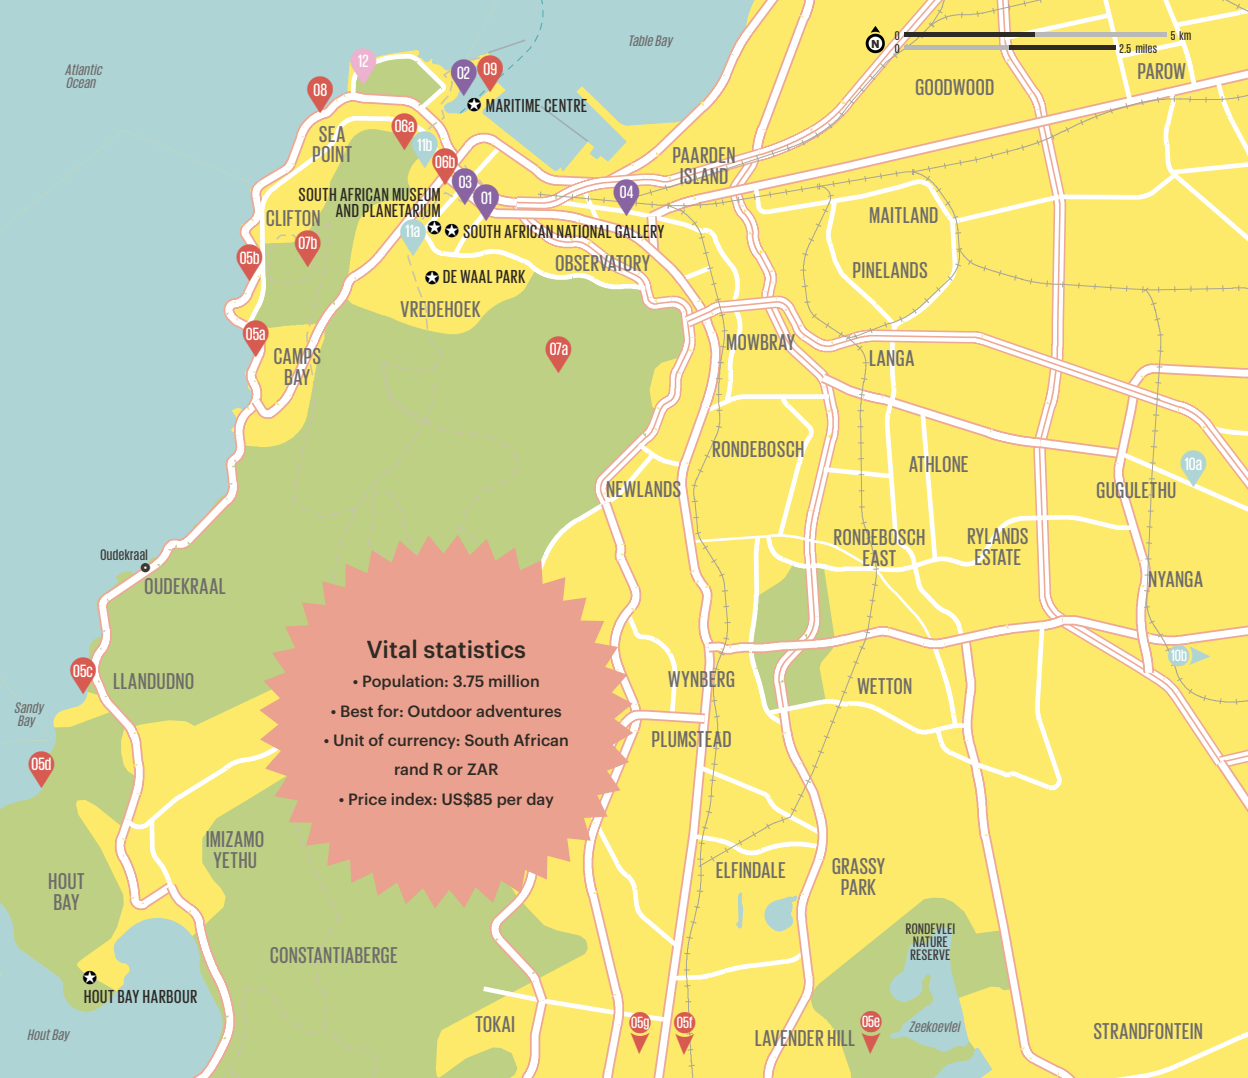 Table Bay
Atlantic
Ocean
N
0
5 km
0
2.5 miles
PAROW
GOODWOOD
12
02
09
08
MARITIME CENTRE
SEA
POINT
06a
11b
06b
PAARDEN
ISLAND
03
01
04
SOUTH AFRICAN MUSEUM
AND PLANETARIUM
MAITLAND
CLIFTON
11a
SOUTH AFRICAN NATIONAL GALLERY
07b
05b
OBSERVATORY
PINELANDS
DE WAAL PARK
VREDEHOEK
05a
07a
MOWBRAY
LANGA
CAMPS
BAY
RONDEBOSCH
ATHLONE
10a
NEWLANDS
GUGULETHU
RONDEBOSCH
EAST
RYLANDS
ESTATE
Oudekraal
OUDEKRAAL
NYANGA
Vital statistics
• Population: 3.75 million
• Best for: Outdoor adventures
• Unit of currency: South African
rand R or ZAR
• Price index: US$85 per day
10b
05c
LLANDUDNO
WYNBERG
WETTON
Sandy
Bay
PLUMSTEAD
05d
IMIZAMO
YETHU
ELFINDALE
GRASSY
PARK
HOUT
BAY
RONDEVLEI
NATURE
RESERVE
CONSTANTIABERGE
HOUT BAY HARBOUR
Hout Bay
TOKAI
05g
05f
LAVENDER HILL
05e
Zeekoevlei
STRANDFONTEIN